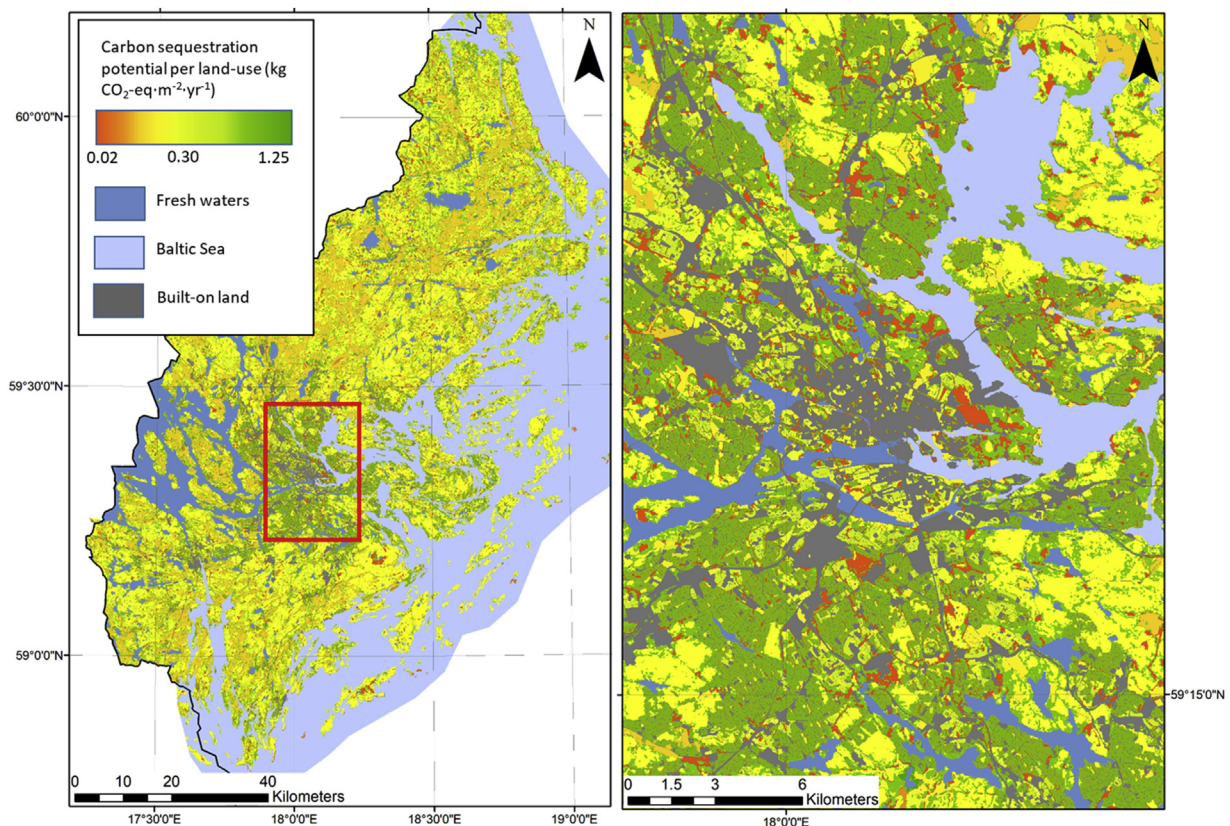 Carbon sequestration
potential per land-use (kg
CO₂-eq·m⁻²·yr⁻¹)
0.02 0.30 1.25
Fresh waters
Baltic Sea
Built-on land
N
60°0'0"N
59°30'0"N
59°0'0"N
0 10 20 40
Kilometers
17°30'0"E 18°0'0"E 18°30'0"E 19°0'0"E
N
59°15'0"N
0 1.5 3 6
Kilometers
18°0'0"E